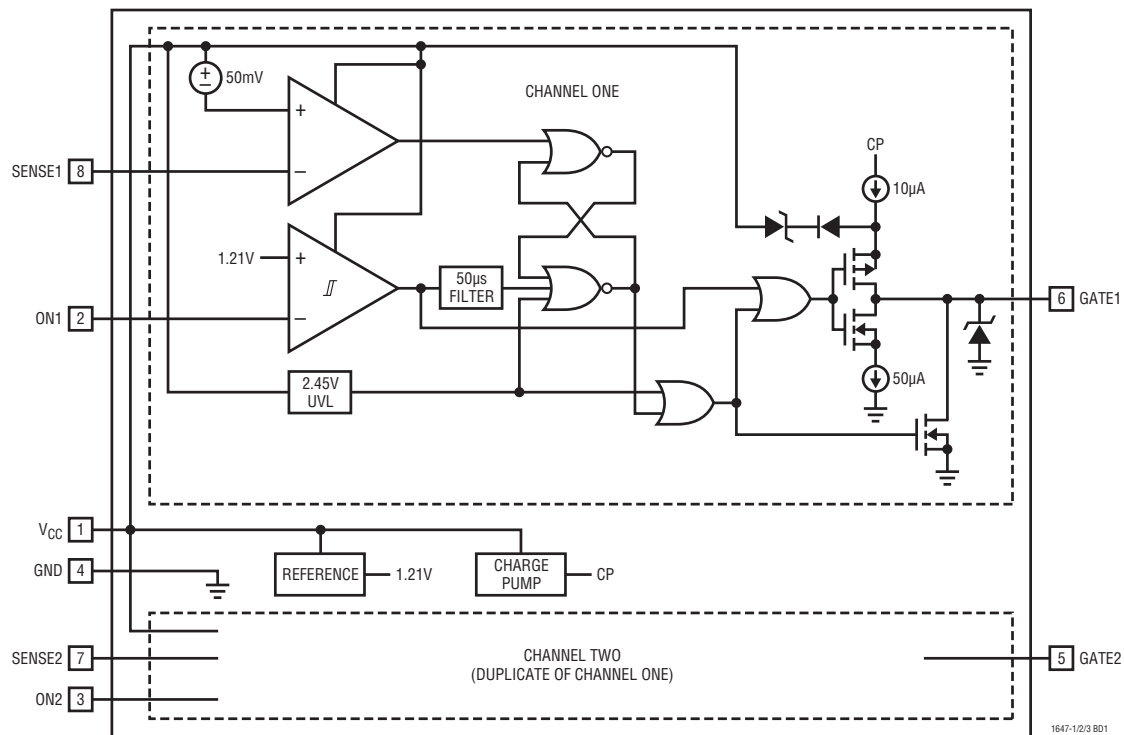 50mV
+
−
CHANNEL ONE
+
−
CP
SENSE1 8
10µA
1.21V
+
−
50µs
FILTER
6 GATE1
ON1 2
2.45V
UVL
50µA
VCC 1
GND 4
REFERENCE
1.21V
CHARGE
PUMP
CP
SENSE2 7
CHANNEL TWO
(DUPLICATE OF CHANNEL ONE)
5 GATE2
ON2 3
1647-1/2/3 BD1